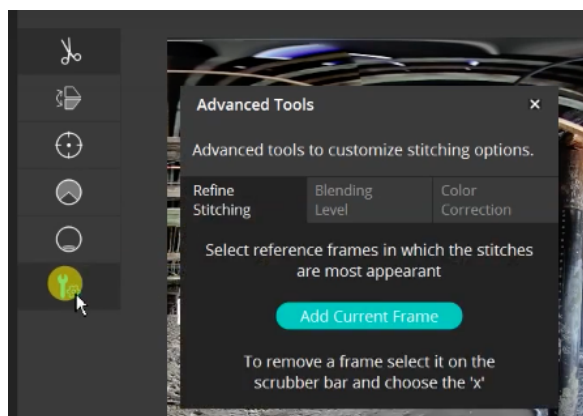 Advanced Tools ×
Advanced tools to customize stitching options.
Refine Stitching
Blending Level
Color Correction
Select reference frames in which the stitches
are most appearant
Add Current Frame
To remove a frame select it on the
scrubber bar and choose the 'x'